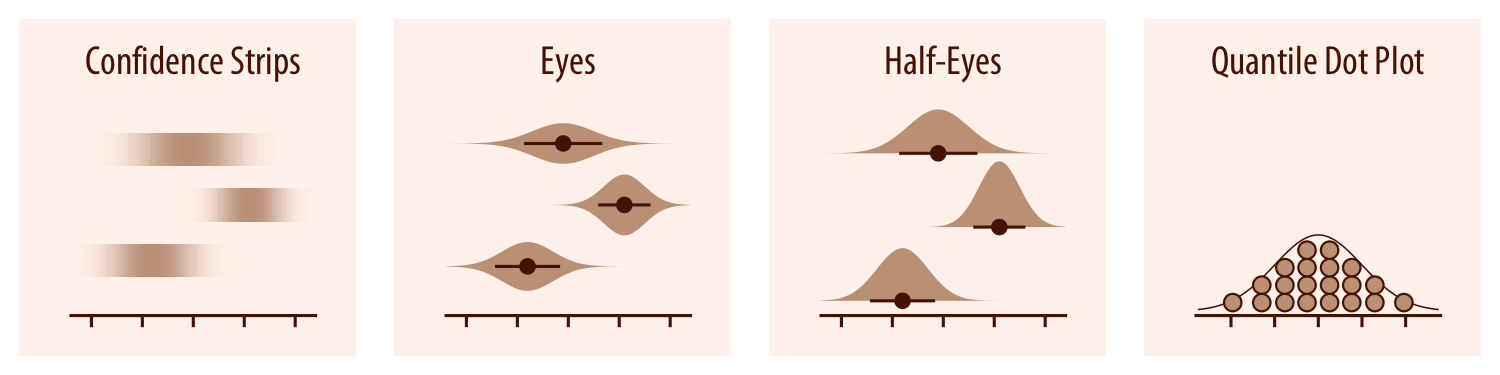 Confidence Strips
Eyes
Half-Eyes
Quantile Dot Plot